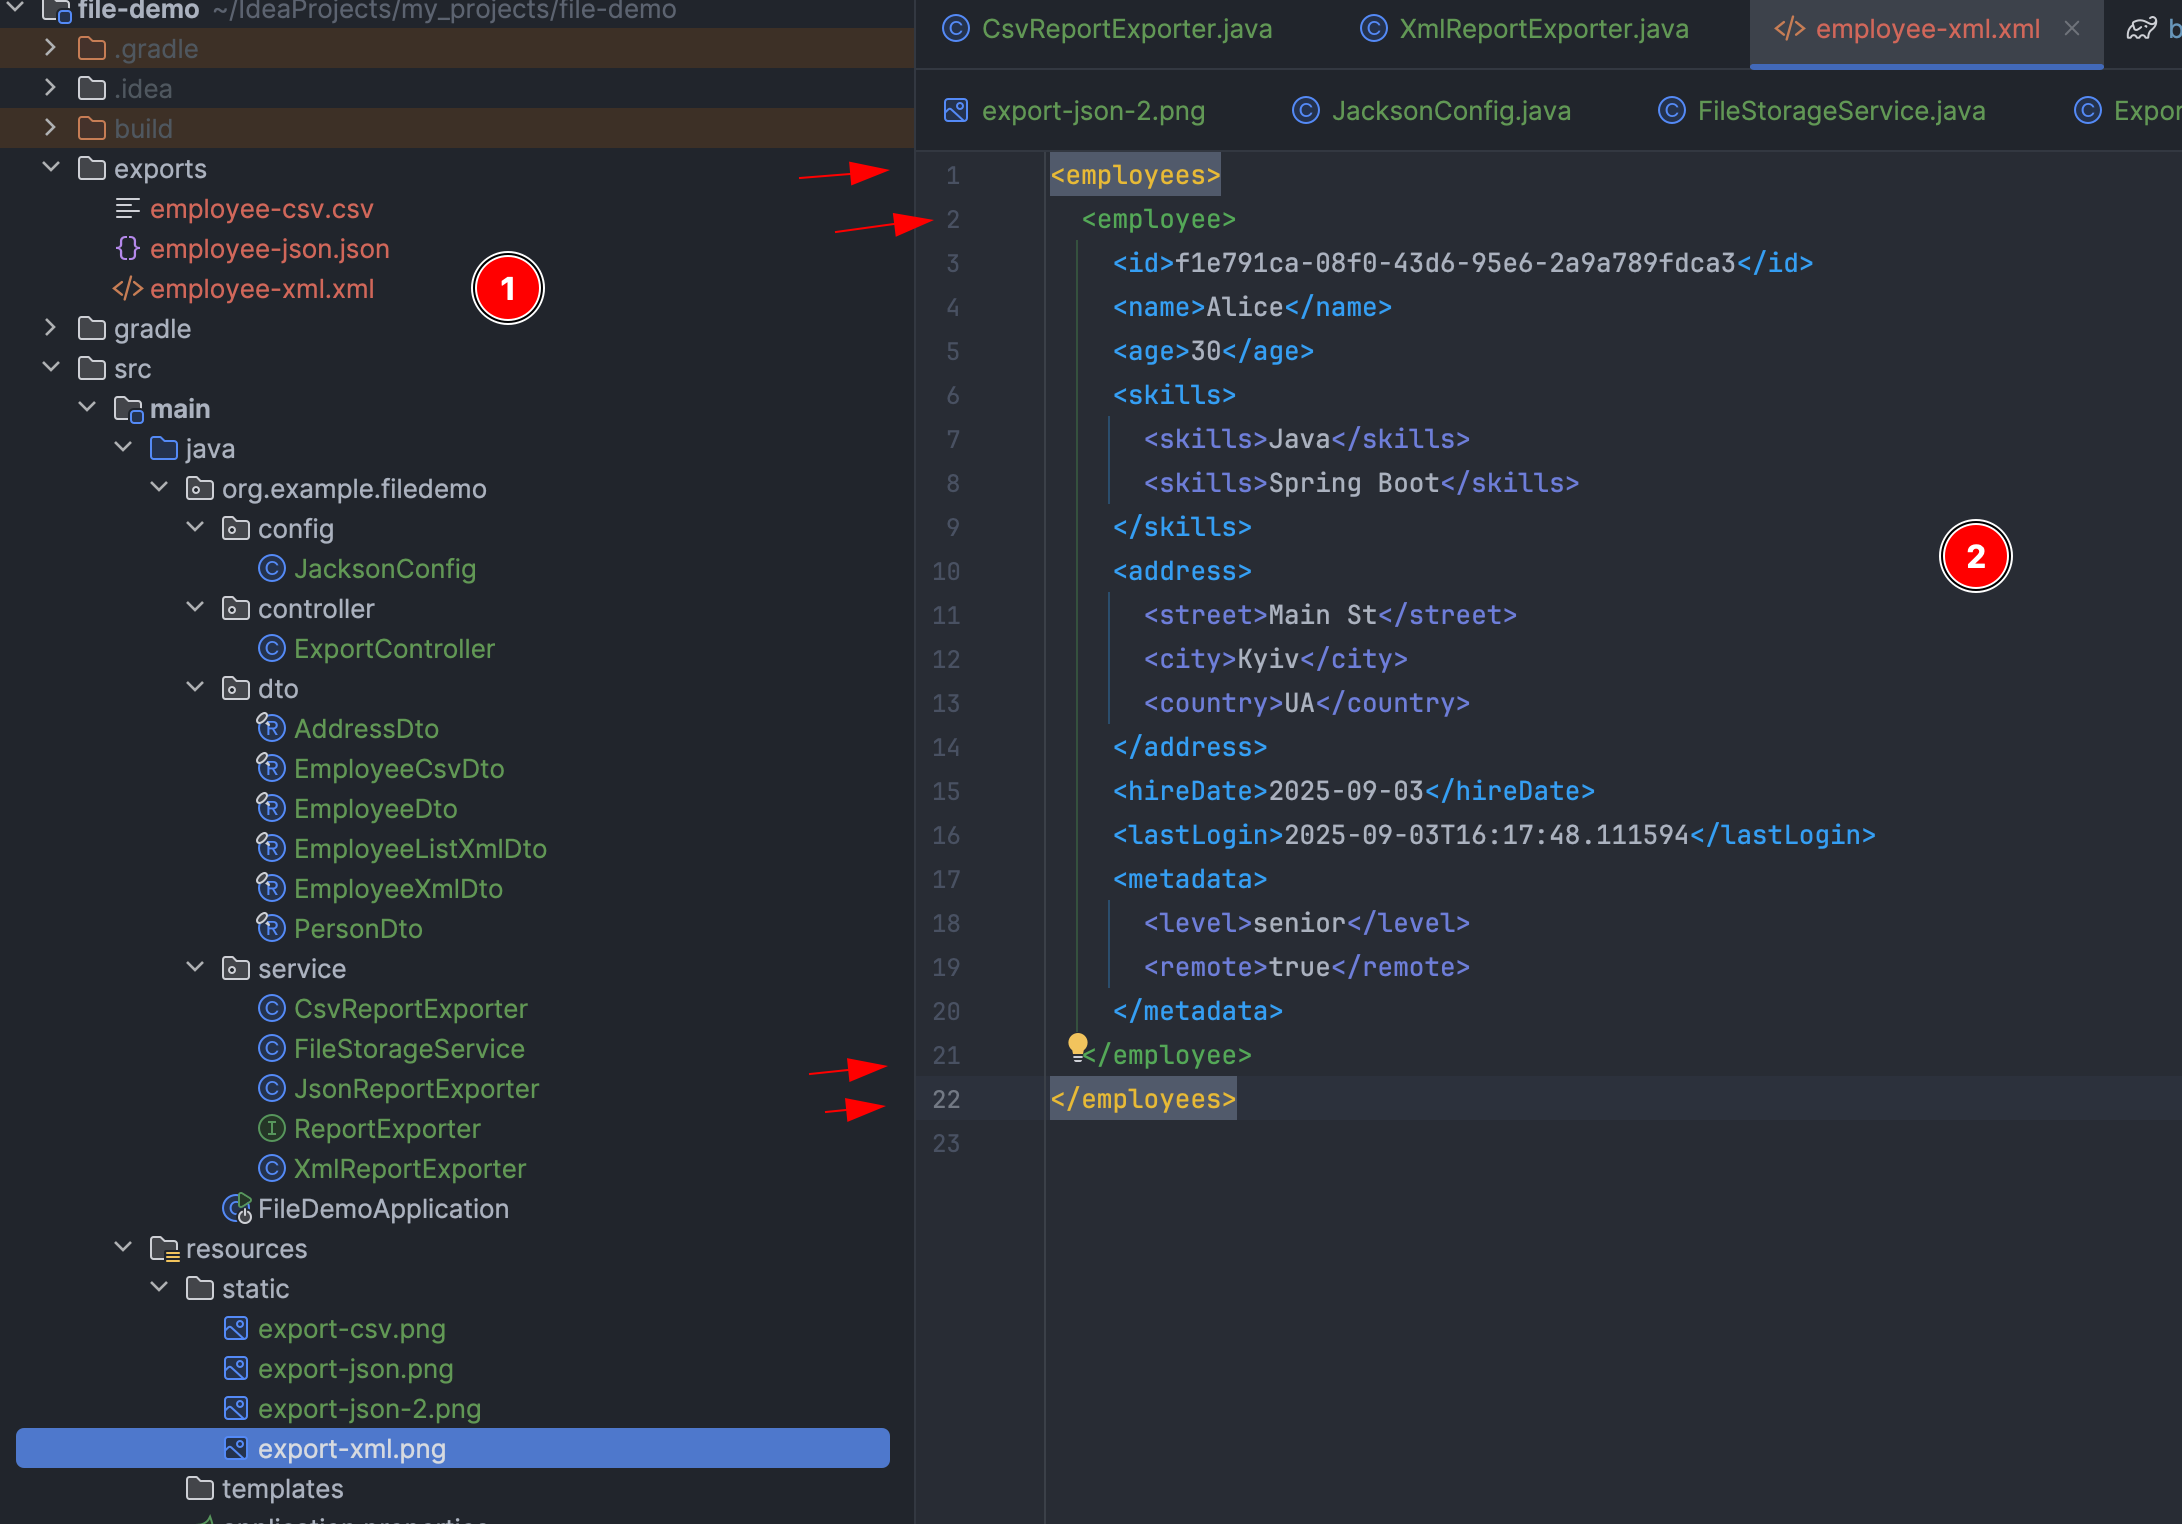 file-demo ~/IdeaProjects/my_projects/file-demo
.gradle
.idea
build
exports
employee-csv.csv
employee-json.json
employee-xml.xml
1
gradle
src
main
java
org.example.filedemo
config
JacksonConfig
controller
ExportController
dto
AddressDto
EmployeeCsvDto
EmployeeDto
EmployeeListXmlDto
EmployeeXmlDto
PersonDto
service
CsvReportExporter
FileStorageService
JsonReportExporter
ReportExporter
XmlReportExporter
FileDemoApplication
resources
static
export-csv.png
export-json.png
export-json-2.png
export-xml.png
templates
CsvReportExporter.java XmlReportExporter.java employee-xml.xml
export-json-2.png JacksonConfig.java FileStorageService.java
1 <employees>
2 <employee>
3 <id>f1e791ca-08f0-43d6-95e6-2a9a789fdca3</id>
4 <name>Alice</name>
5 <age>30</age>
6 <skills>
7 <skills>Java</skills>
8 <skills>Spring Boot</skills>
9 </skills>
10 <address>
11 <street>Main St</street>
12 <city>Kyiv</city>
13 <country>UA</country>
14 </address>
15 <hireDate>2025-09-03</hireDate>
16 <lastLogin>2025-09-03T16:17:48.111594</lastLogin>
17 <metadata>
18 <level>senior</level>
19 <remote>true</remote>
20 </metadata>
21 </employee>
22 </employees>
23
2